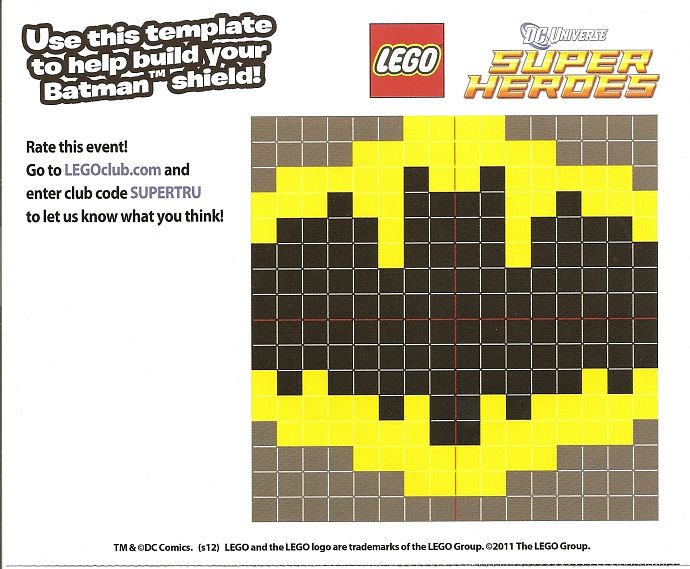 Use this template
to help build your
Batman™ shield!
LEGO
DC UNIVERSE
SUPER
HEROES
Rate this event!
Go to LEGOclub.com and
enter club code SUPERTRU
to let us know what you think!
TM & ©DC Comics. (s12) LEGO and the LEGO logo are trademarks of the LEGO Group. ©2011 The LEGO Group.